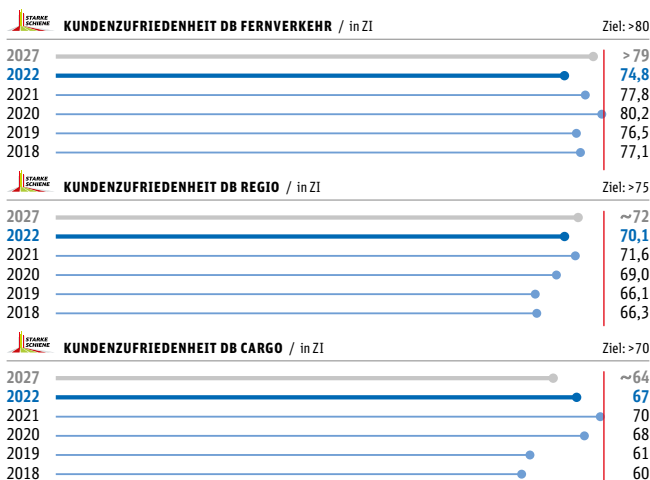 STARKE
SCHIENE
KUNDENZUFRIEDENHEIT DB FERNVERKEHR / in ZI Ziel: >80
2027 >79
2022 74,8
2021 77,8
2020 80,2
2019 76,5
2018 77,1
STARKE
SCHIENE
KUNDENZUFRIEDENHEIT DB REGIO / in ZI Ziel: >75
2027 ~72
2022 70,1
2021 71,6
2020 69,0
2019 66,1
2018 66,3
STARKE
SCHIENE
KUNDENZUFRIEDENHEIT DB CARGO / in ZI Ziel: >70
2027 ~64
2022 67
2021 70
2020 68
2019 61
2018 60